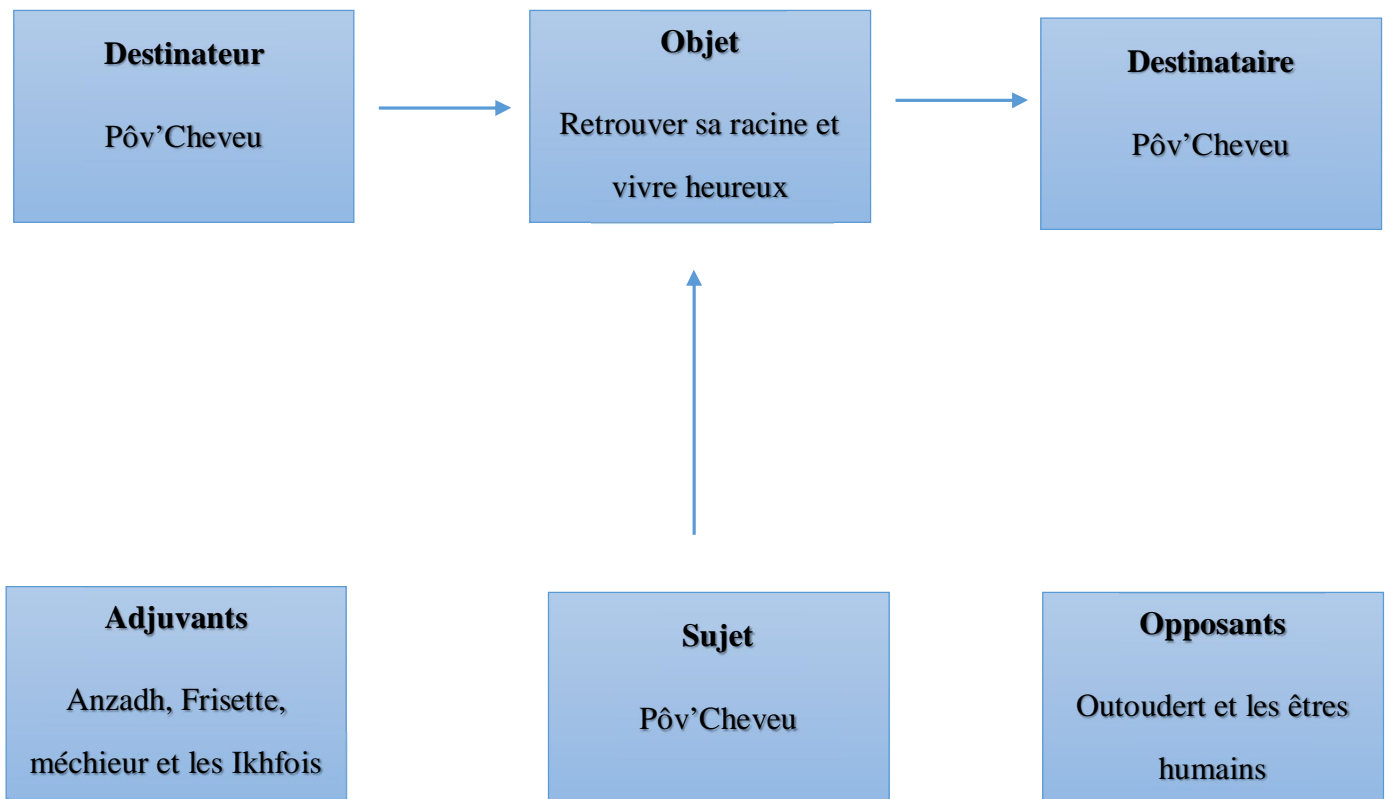 Destinateur
Pôv’Cheveu
Objet
Retrouver sa racine et
vivre heureux
Destinataire
Pôv’Cheveu
Adjuvants
Anzadh, Frisette,
méchieur et les Ikhfois
Sujet
Pôv’Cheveu
Opposants
Outoudert et les êtres
humains